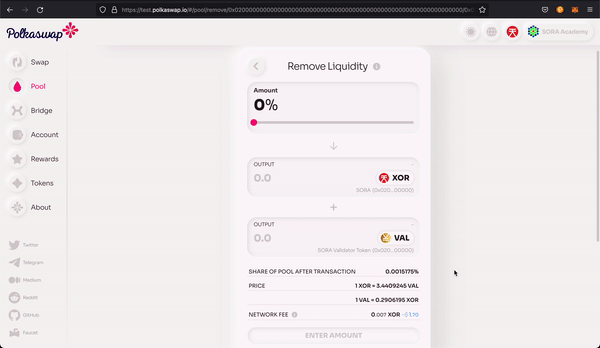 https://test.polkaswap.io/#/pool/remove/0x02000000000000000000000000000000000000000000000000000000000000/0x0
Polkaswap
SORA Academy
Swap
Pool
Bridge
Account
Rewards
Tokens
About
Twitter
Telegram
Medium
Reddit
GitHub
Faucet
Remove Liquidity
Amount
0%
OUTPUT -
0.0 XOR
SORA (0x020...00000)
OUTPUT -
0.0 VAL
SORA Validator Token (0x020...00000)
SHARE OF POOL AFTER TRANSACTION 0.0015175%
PRICE 1 XOR = 3.4409245 VAL
1 VAL = 0.2906195 XOR
NETWORK FEE 0.007 XOR ~$ 1.70
ENTER AMOUNT